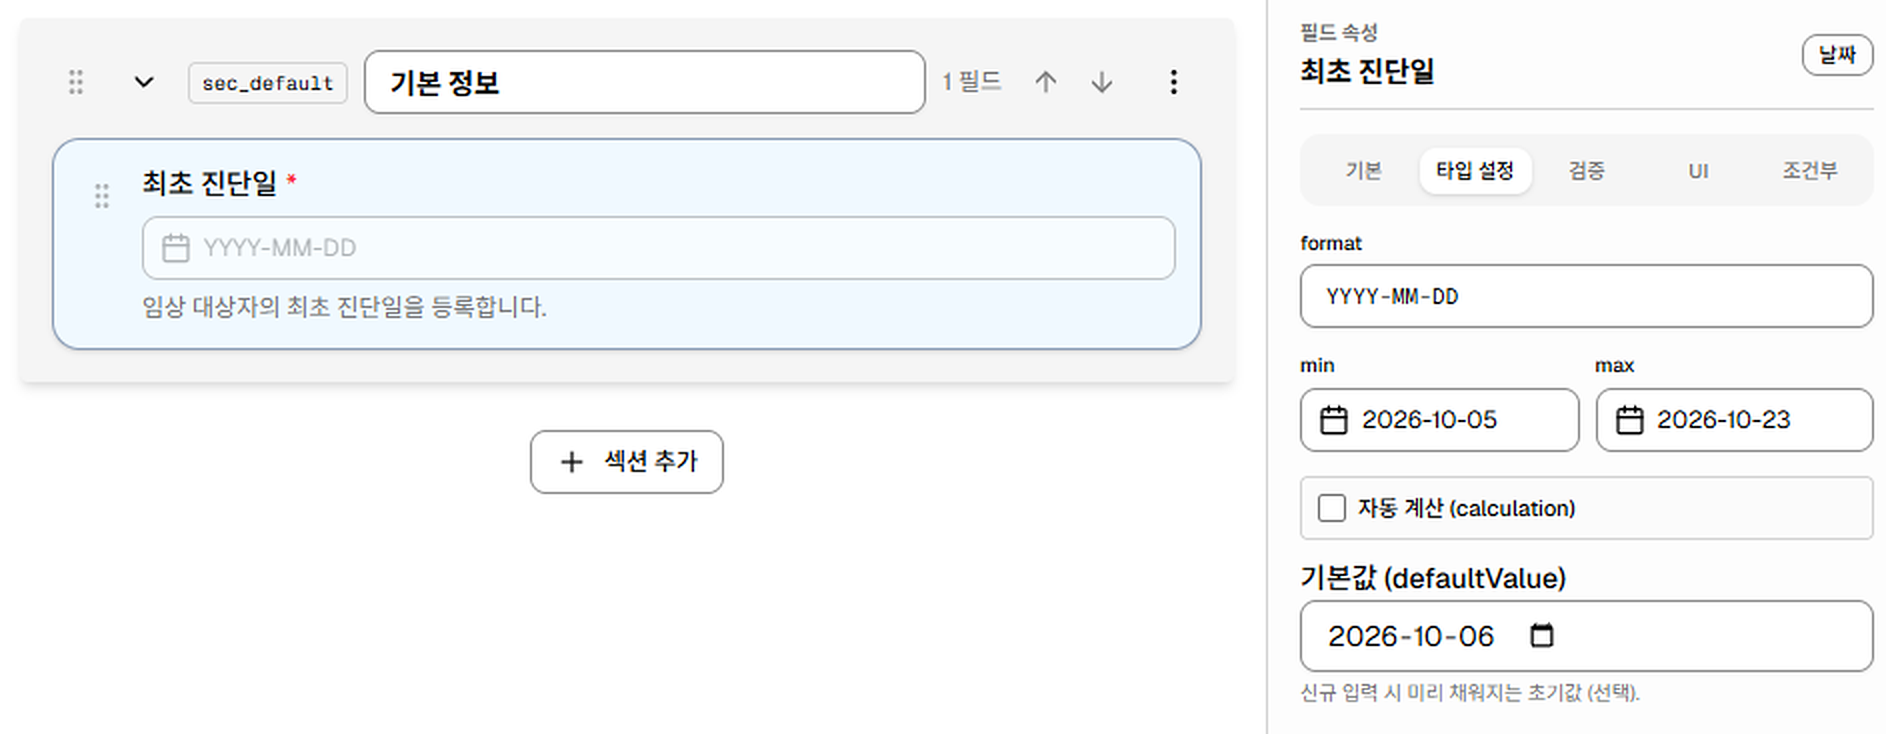 sec_default 기본 정보 1 필드
최초 진단일 *
YYYY-MM-DD
임상 대상자의 최초 진단일을 등록합니다.
+ 섹션 추가
필드 속성
최초 진단일
날짜
기본 타입 설정 검증 UI 조건부
format
YYYY-MM-DD
min max
2026-10-05 2026-10-23
자동 계산 (calculation)
기본값 (defaultValue)
2026-10-06
신규 입력 시 미리 채워지는 초기값 (선택).